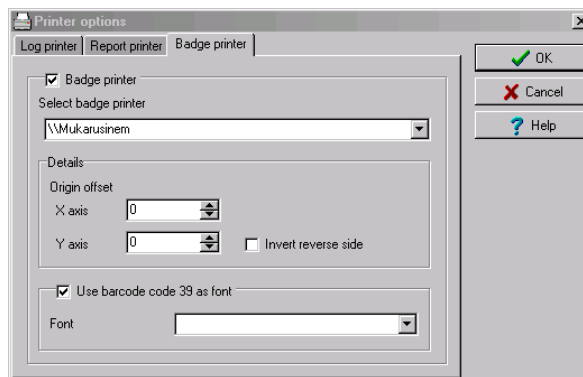 Printer options
Log printer Report printer Badge printer
OK
Cancel
Help
Badge printer
Select badge printer
\\Mukarusinem
Details
Origin offset
X axis 0
Y axis 0 Invert reverse side
Use barcode code 39 as font
Font